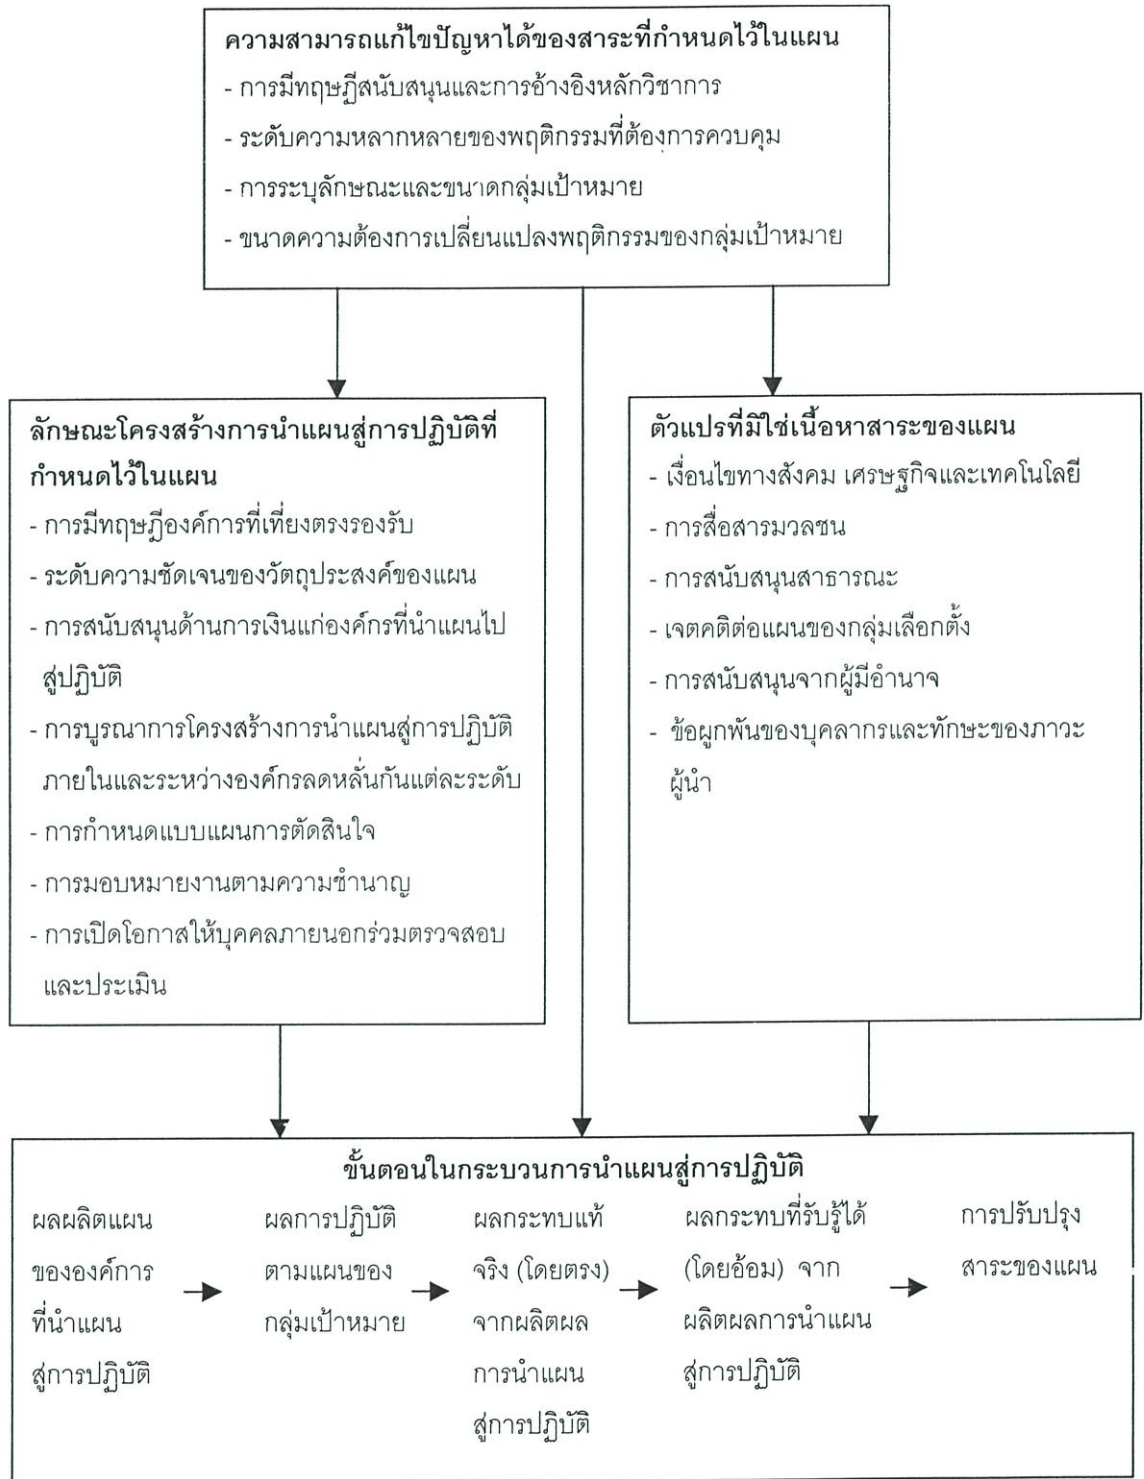 ความสามารถแก้ไขปัญหาได้ของสาระที่กำหนดไว้ในแผน
- การมีทฤษฎีสนับสนุนและการอ้างอิงหลักวิชาการ
- ระดับความหลากหลายของพฤติกรรมที่ต้องการควบคุม
- การระบุลักษณะและขนาดกลุ่มเป้าหมาย
- ขนาดความต้องการเปลี่ยนแปลงพฤติกรรมของกลุ่มเป้าหมาย
ลักษณะโครงสร้างการนำแผนสู่การปฏิบัติที่
กำหนดไว้ในแผน
- การมีทฤษฎีองค์การที่เที่ยงตรงรองรับ
- ระดับความชัดเจนของวัตถุประสงค์ของแผน
- การสนับสนุนด้านการเงินแก่องค์กรที่นำแผนไป
สู่ปฏิบัติ
- การบูรณาการโครงสร้างการนำแผนสู่การปฏิบัติ
ภายในและระหว่างองค์กรลดหลั่นกันแต่ละระดับ
- การกำหนดแบบแผนการตัดสินใจ
- การมอบหมายงานตามความชำนาญ
- การเปิดโอกาสให้บุคคลภายนอกร่วมตรวจสอบ
และประเมิน
ตัวแปรที่มิใช่เนื้อหาสาระของแผน
- เงื่อนไขทางสังคม เศรษฐกิจและเทคโนโลยี
- การสื่อสารมวลชน
- การสนับสนุนสาธารณะ
- เจตคติต่อแผนของกลุ่มเลือกตั้ง
- การสนับสนุนจากผู้มีอำนาจ
- ข้อผูกพันของบุคลากรและทักษะของภาวะ
ผู้นำ
ขั้นตอนในกระบวนการนำแผนสู่การปฏิบัติ
ผลผลิตแผน
ขององค์การ
ที่นำแผน
สู่การปฏิบัติ
ผลการปฏิบัติ
ตามแผนของ
กลุ่มเป้าหมาย
ผลกระทบแท้
จริง (โดยตรง)
จากผลิตผล
การนำแผน
สู่การปฏิบัติ
ผลกระทบที่รับรู้ได้
(โดยอ้อม) จาก
ผลิตผลการนำแผน
สู่การปฏิบัติ
การปรับปรุง
สาระของแผน